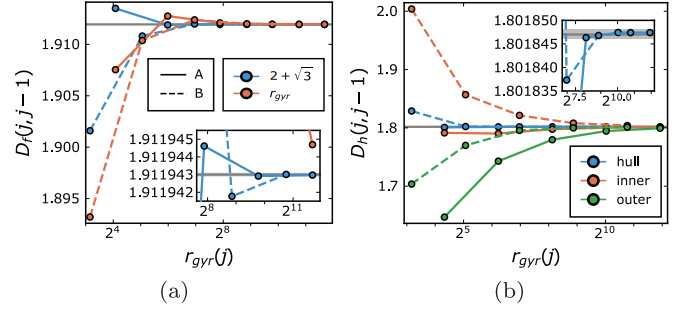 (a)
D_f(j, j − 1)
1.910
1.905
1.900
1.895
2^4
2^8
r_gyr(j)
A
B
2 + √3
r_gyr
1.911945
1.911944
1.911943
1.911942
2^8
2^11
(a)
(b)
D_h(j, j − 1)
2.0
1.9
1.8
1.7
2^5
2^10
r_gyr(j)
1.801850
1.801845
1.801840
1.801835
2^7.5
2^10.0
hull
inner
outer
(b)